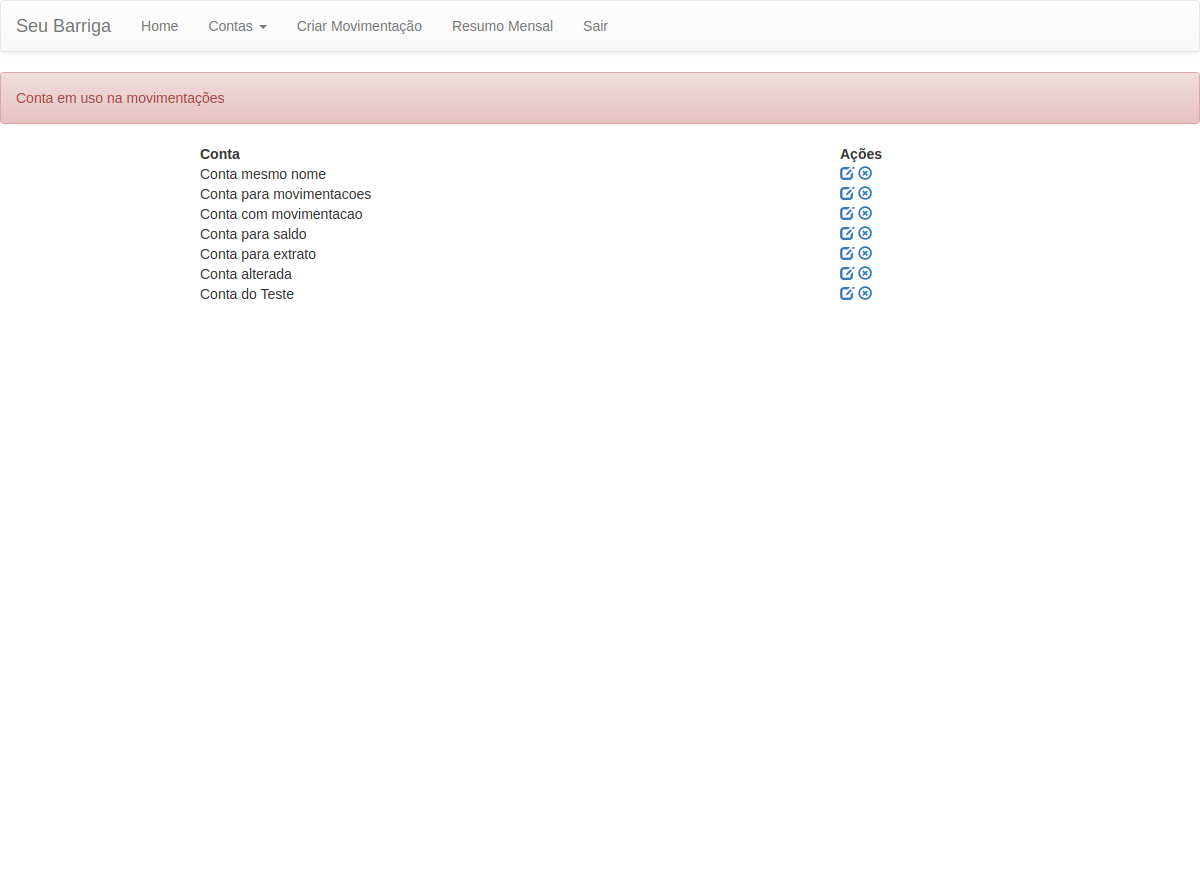 Seu Barriga Home Contas Criar Movimentação Resumo Mensal Sair
Conta em uso na movimentações
Conta Ações
Conta mesmo nome
Conta para movimentacoes
Conta com movimentacao
Conta para saldo
Conta para extrato
Conta alterada
Conta do Teste